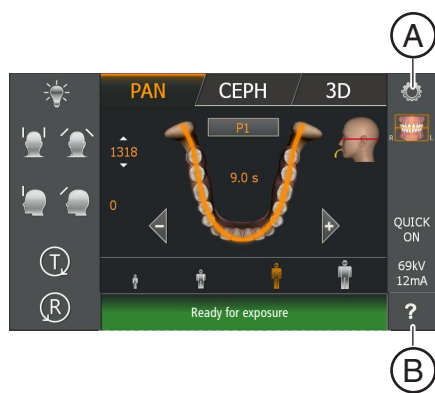 A
PAN
CEPH
3D
P1
1318
R
L
9.0 s
0
QUICK
ON
T
69kV
12mA
R
Ready for exposure
?
B